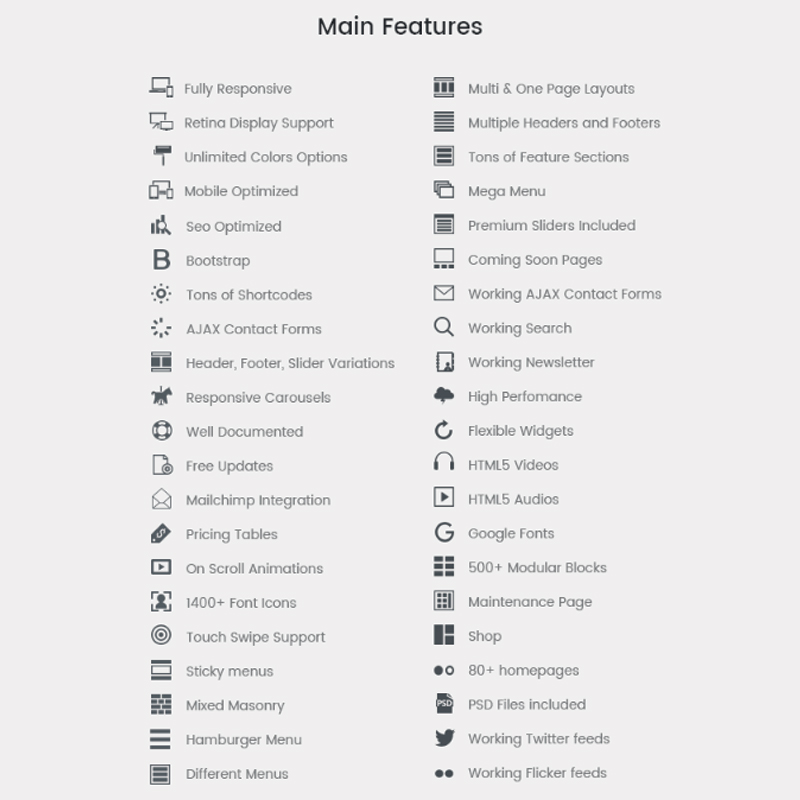 Main Features
Fully Responsive
Retina Display Support
Unlimited Colors Options
Mobile Optimized
Seo Optimized
B Bootstrap
Tons of Shortcodes
AJAX Contact Forms
Header, Footer, Slider Variations
Responsive Carousels
Well Documented
Free Updates
Mailchimp Integration
Pricing Tables
On Scroll Animations
1400+ Font Icons
Touch Swipe Support
Sticky menus
Mixed Masonry
Hamburger Menu
Different Menus
Multi & One Page Layouts
Multiple Headers and Footers
Tons of Feature Sections
Mega Menu
Premium Sliders Included
Coming Soon Pages
Working AJAX Contact Forms
Working Search
Working Newsletter
High Perfomance
Flexible Widgets
HTML5 Videos
HTML5 Audios
G Google Fonts
500+ Modular Blocks
Maintenance Page
Shop
80+ homepages
PSD PSD Files included
Working Twitter feeds
Working Flicker feeds